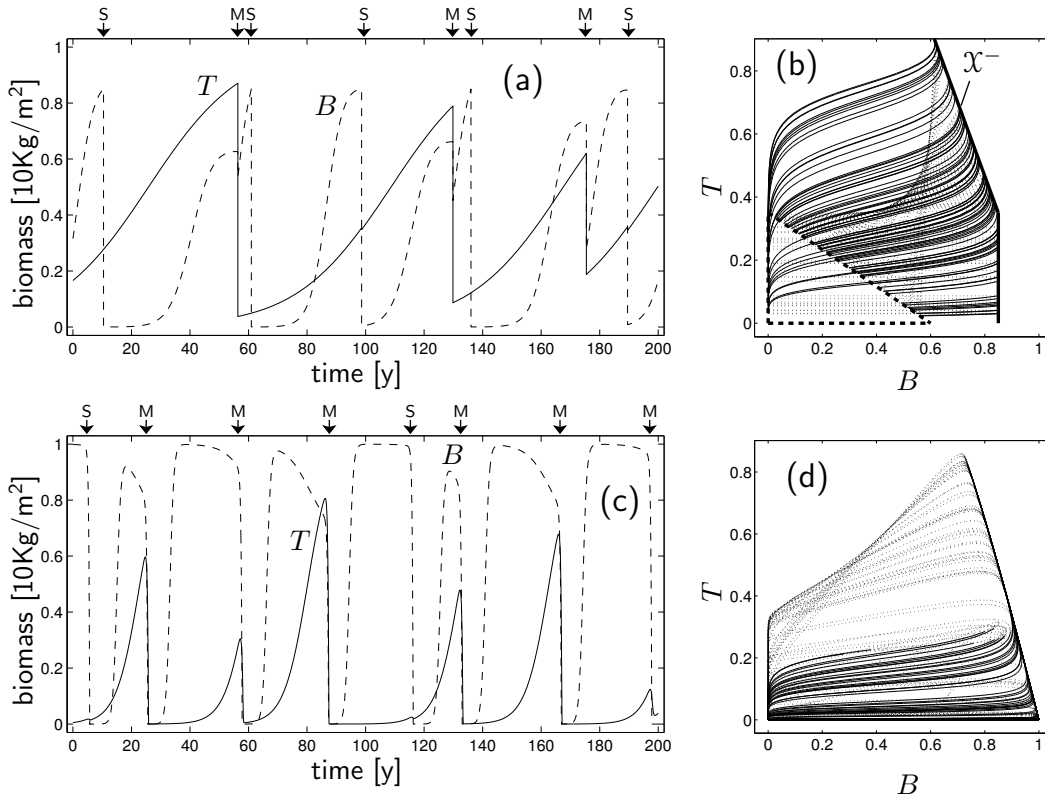 S M S S M S M S
1
0.8
0.6
0.4
0.2
0
biomass [10Kg/m²]
T
B
(a)
0 20 40 60 80 100 120 140 160 180 200
time [y]
(b)
χ⁻
0.8
0.6
0.4
0.2
0
T
0 0.2 0.4 0.6 0.8 1
B
S M M M S M M M
1
0.8
0.6
0.4
0.2
0
biomass [10Kg/m²]
T
B
(c)
0 20 40 60 80 100 120 140 160 180 200
time [y]
(d)
0.8
0.6
0.4
0.2
0
T
0 0.2 0.4 0.6 0.8 1
B